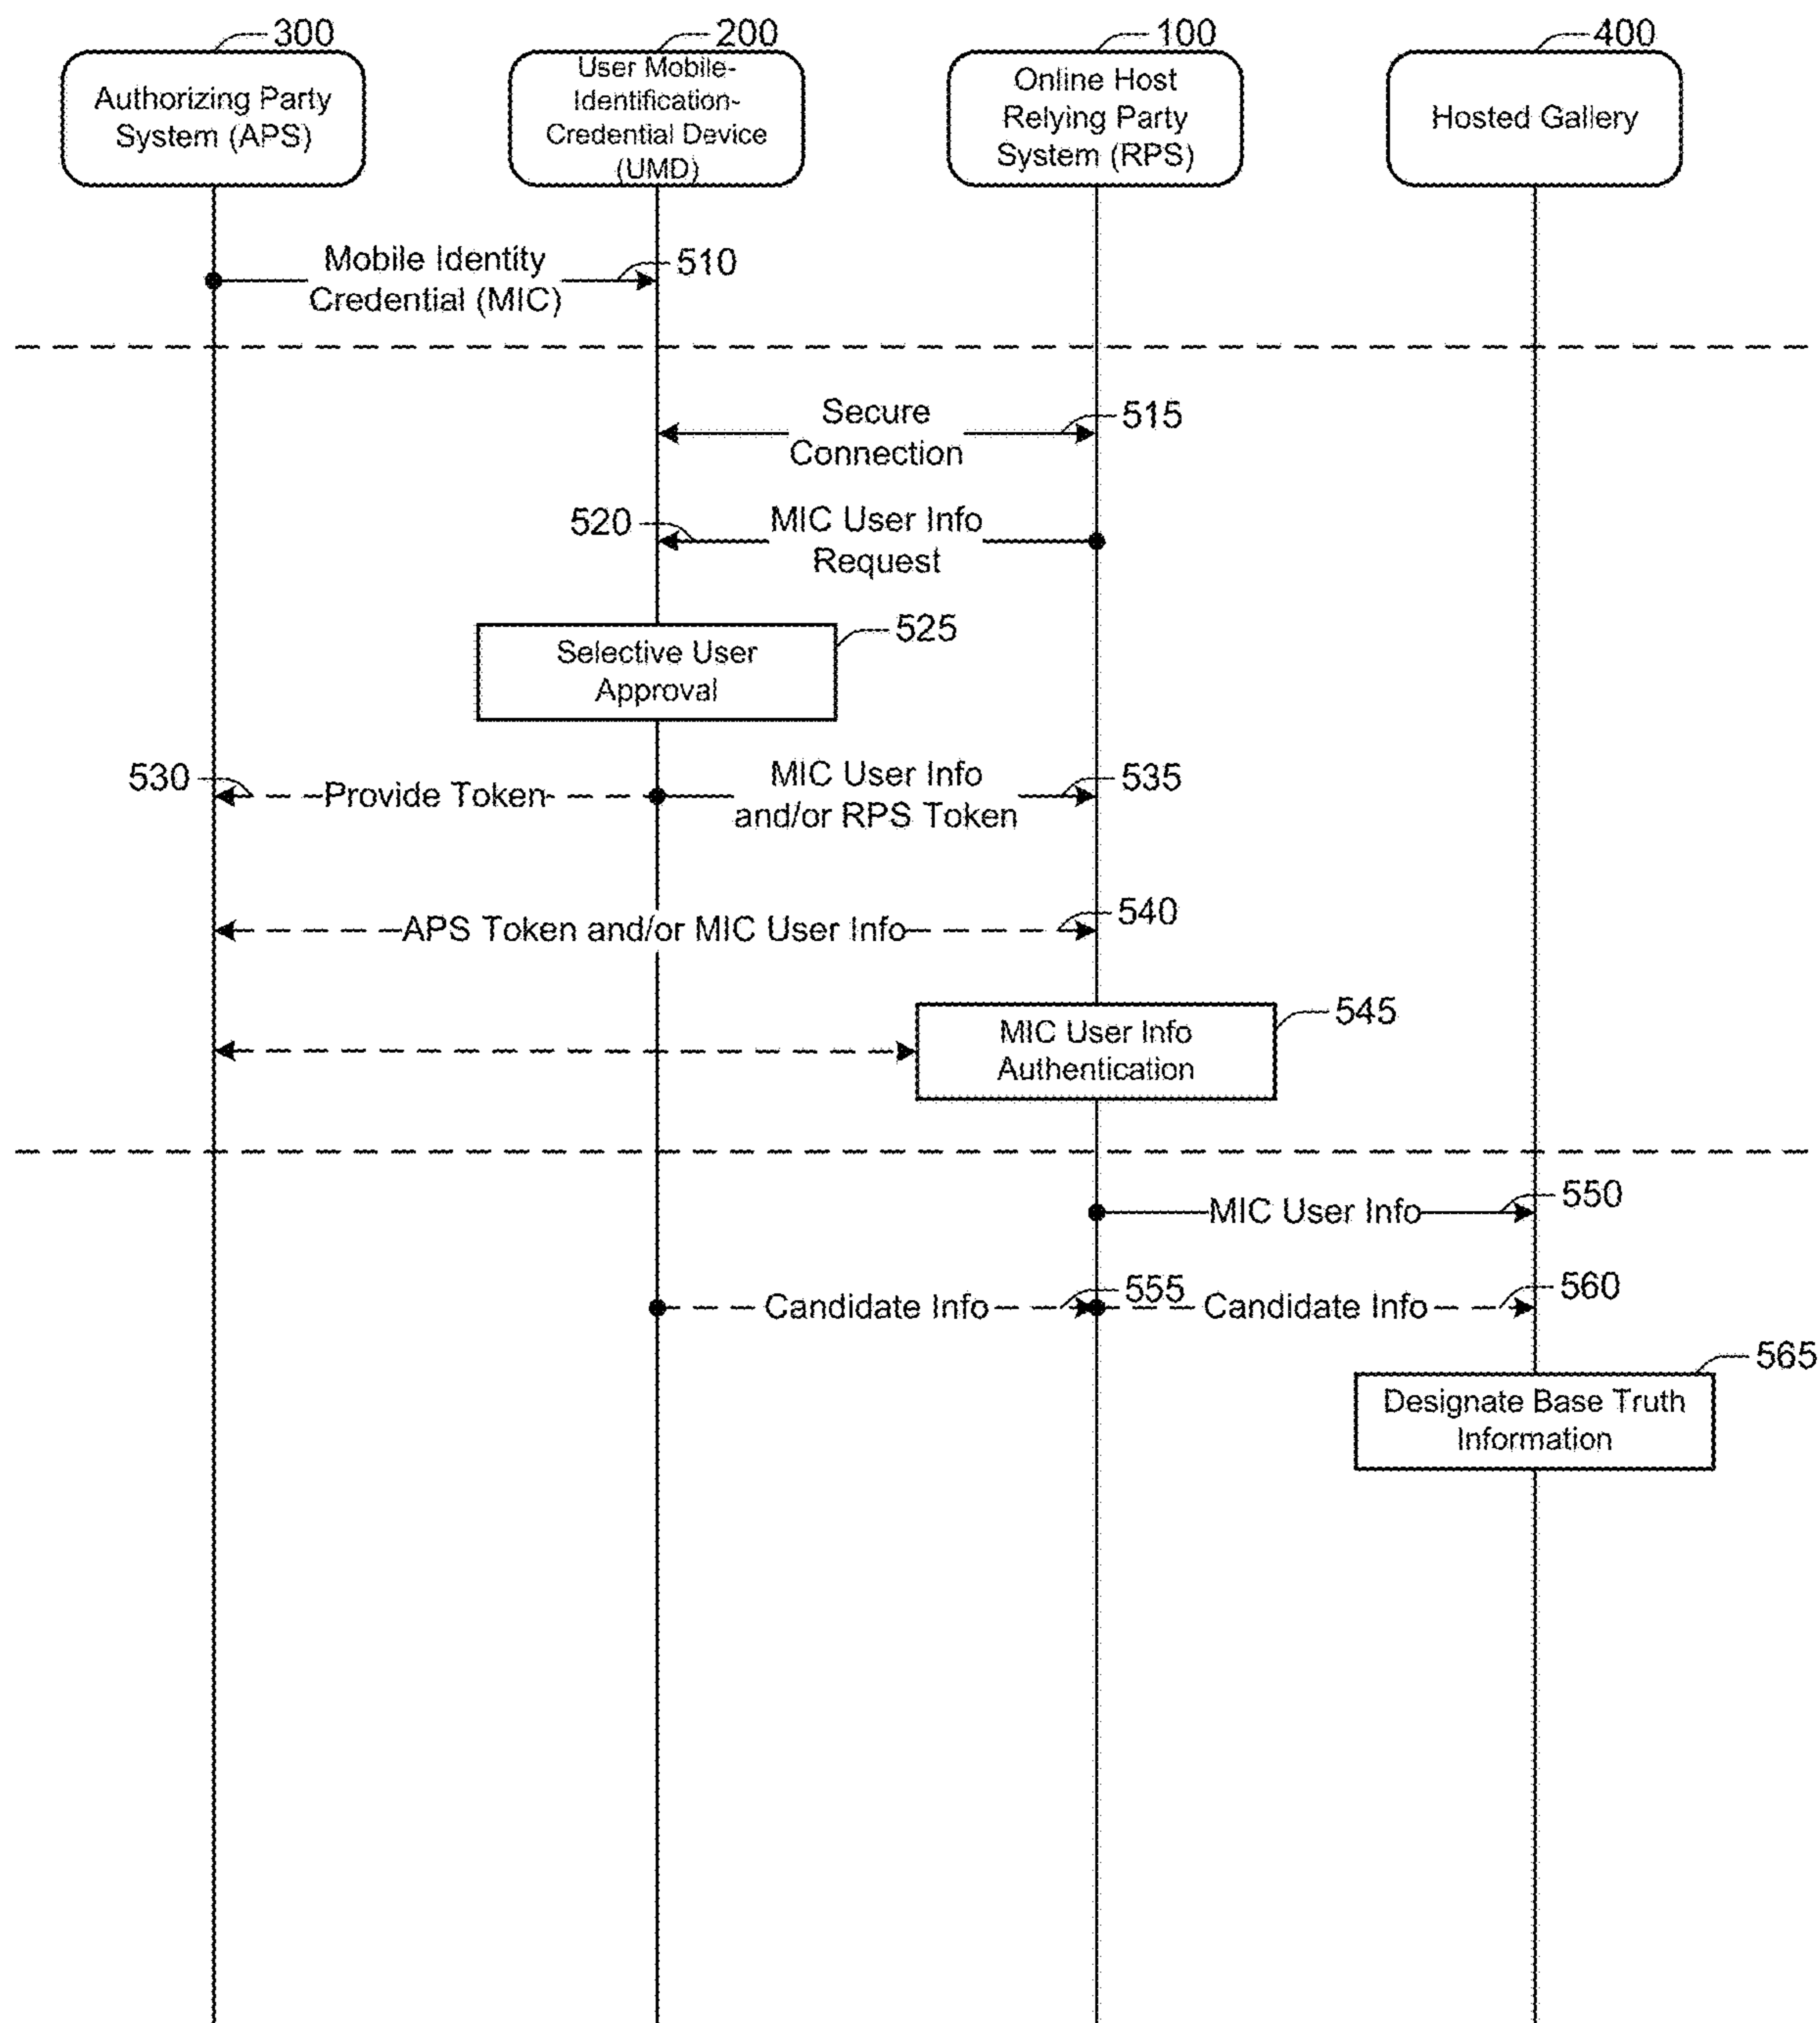 300
200
100
400
Authorizing Party
System (APS)
User Mobile-
Identification-
Credential Device
(UMD)
Online Host
Relying Party
System (RPS)
Hosted Gallery
Mobile Identity
Credential (MIC)
510
Secure
Connection
515
520
MIC User Info
Request
Selective User
Approval
525
530
Provide Token
MIC User Info
and/or RPS Token
535
APS Token and/or MIC User Info
540
MIC User Info
Authentication
545
MIC User Info
550
Candidate Info
555
Candidate Info
560
565
Designate Base Truth
Information